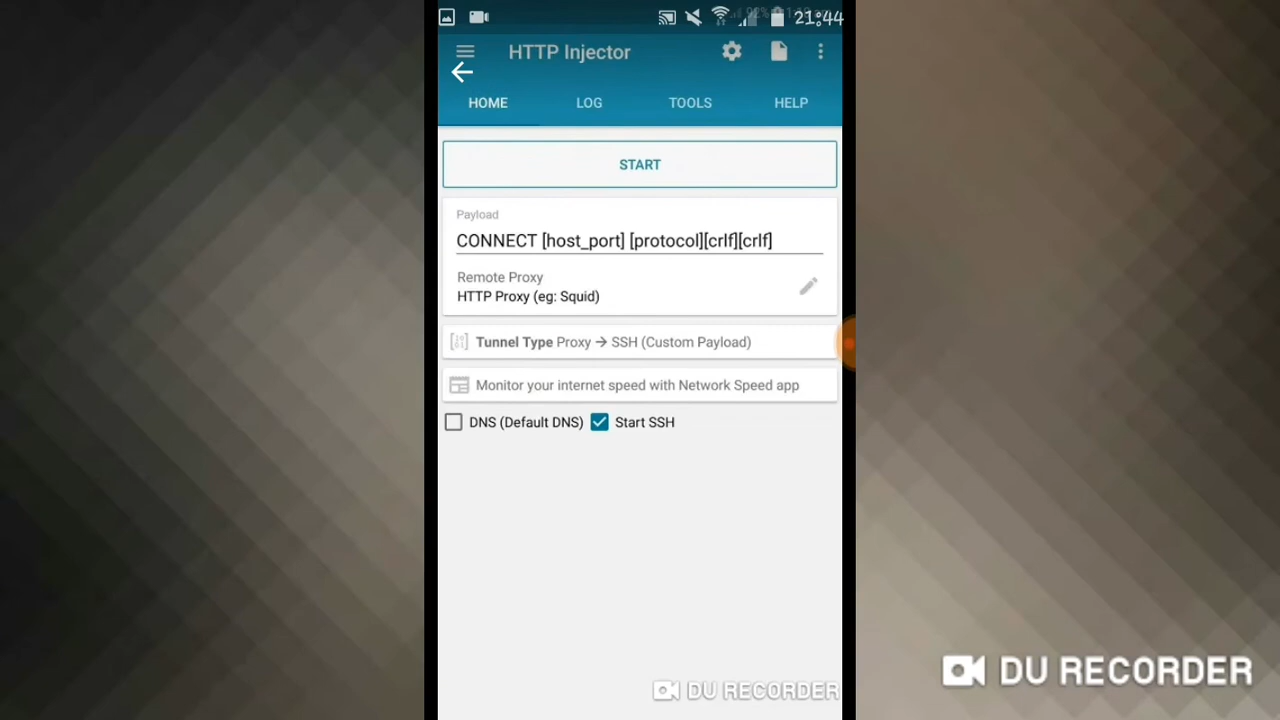 21:44
HTTP Injector
HOME LOG TOOLS HELP
START
Payload
CONNECT [host_port] [protocol][crlf][crlf]
Remote Proxy
HTTP Proxy (eg: Squid)
Tunnel Type Proxy → SSH (Custom Payload)
Monitor your internet speed with Network Speed app
DNS (Default DNS) Start SSH
DU RECORDER
DU RECORDER